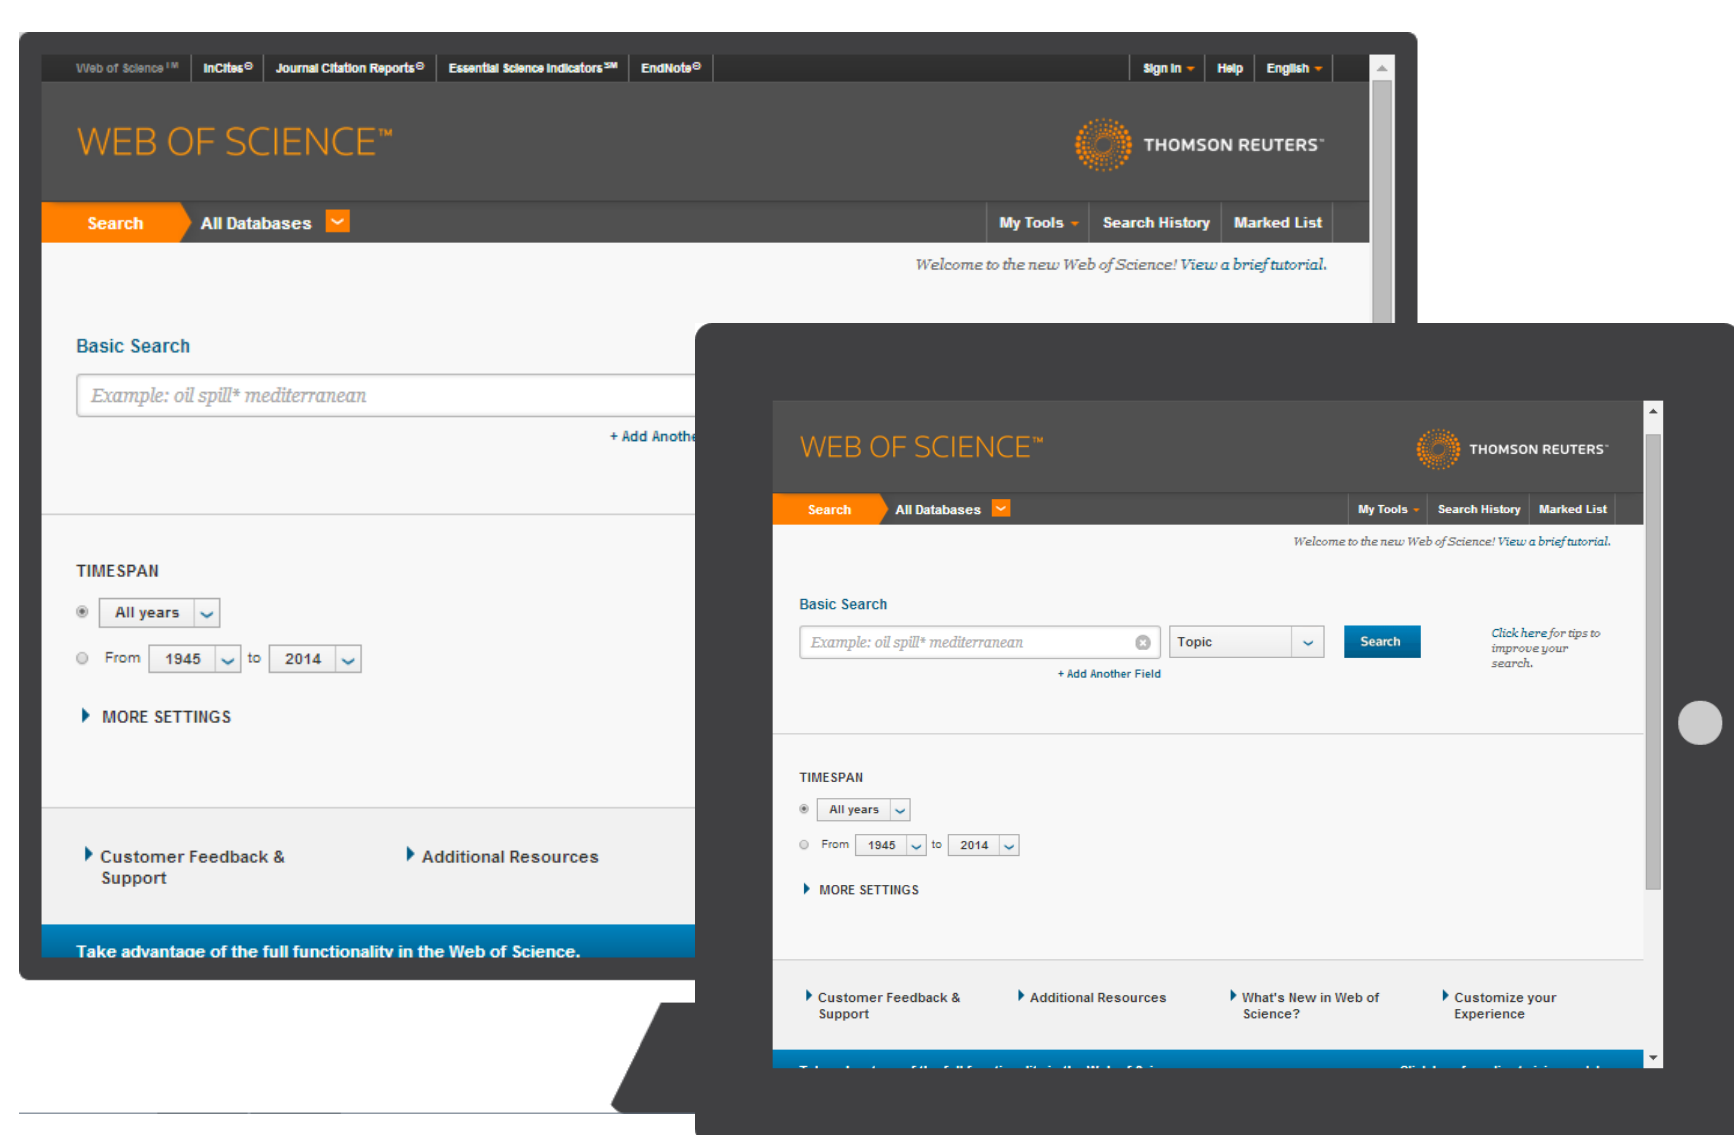 Web of Science™ InCites℠ Journal Citation Reports℠ Essential Science Indicators℠ EndNote℠ Sign In Help English
WEB OF SCIENCE™
THOMSON REUTERS™
Search All Databases My Tools Search History Marked List
Welcome to the new Web of Science! View a brief tutorial.
Basic Search
Example: oil spill* mediterranean
+ Add Anothe
TIMESPAN
All years
From 1945 to 2014
MORE SETTINGS
Customer Feedback & Additional Resources
Support
Take advantage of the full functionality in the Web of Science.
WEB OF SCIENCE™
THOMSON REUTERS™
Search All Databases My Tools Search History Marked List
Welcome to the new Web of Science! View a brief tutorial.
Basic Search
Example: oil spill* mediterranean Topic Search
Click here for tips to
improve your
search.
+ Add Another Field
TIMESPAN
All years
From 1945 to 2014
MORE SETTINGS
Customer Feedback & Additional Resources What's New in Web of Customize your
Support Science? Experience